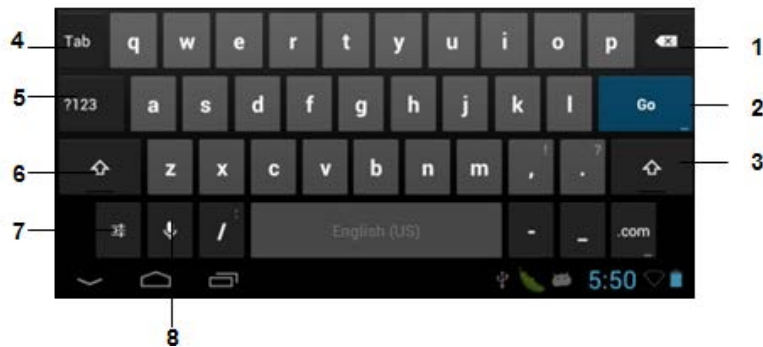 4 Tab q w e r t y u i o p 1
5 ?123 a s d f g h j k l Go 2
6 z x c v b n m , ! . ? 3
7 / : English (US) - _ .com
5:50
8